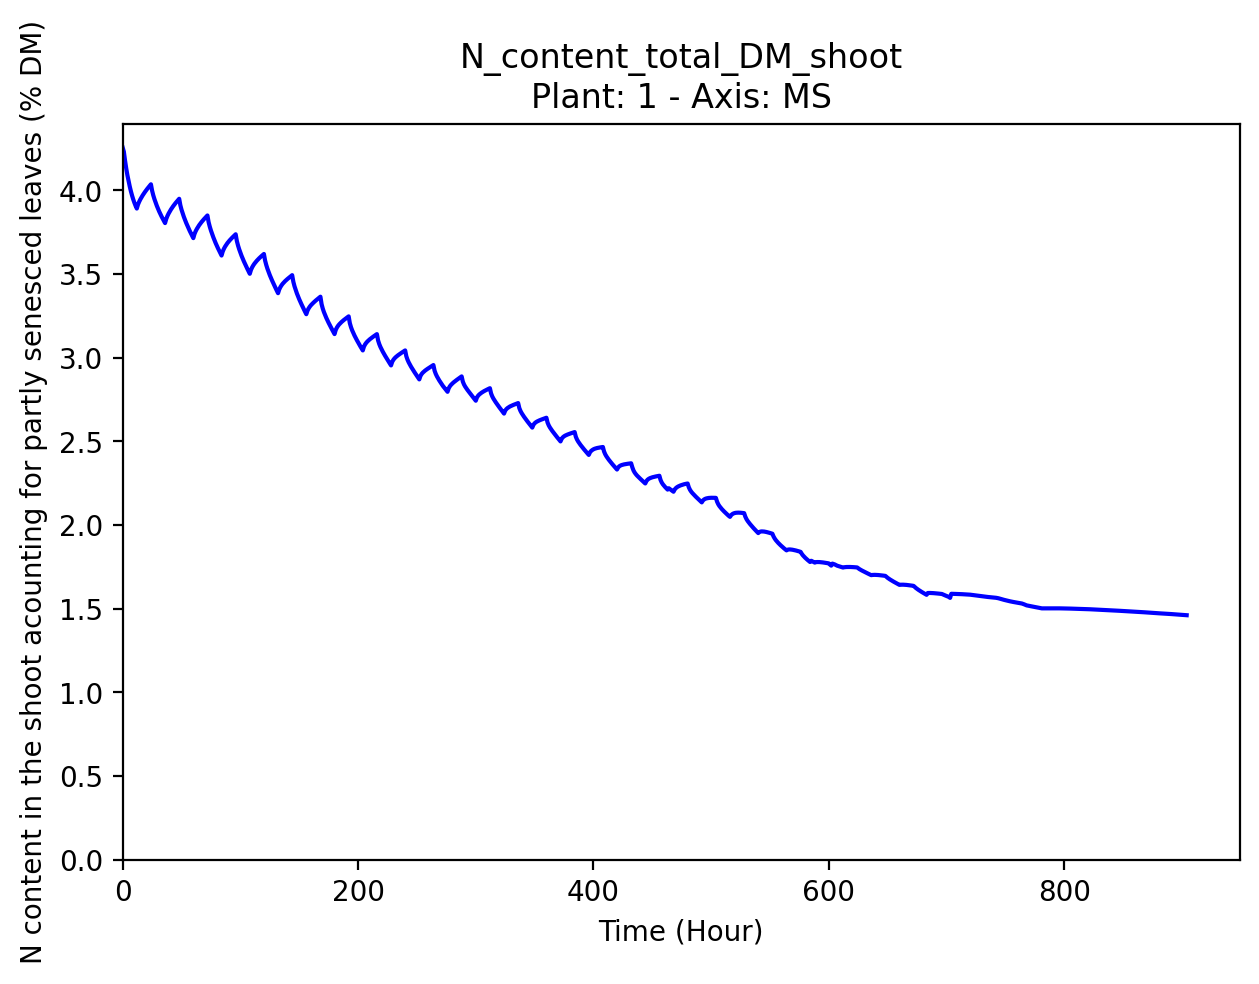 N_content_total_DM_shoot
Plant: 1 - Axis: MS
N content in the shoot acounting for partly senesced leaves (% DM)
4.0
3.5
3.0
2.5
2.0
1.5
1.0
0.5
0.0
0 200 400 600 800
Time (Hour)